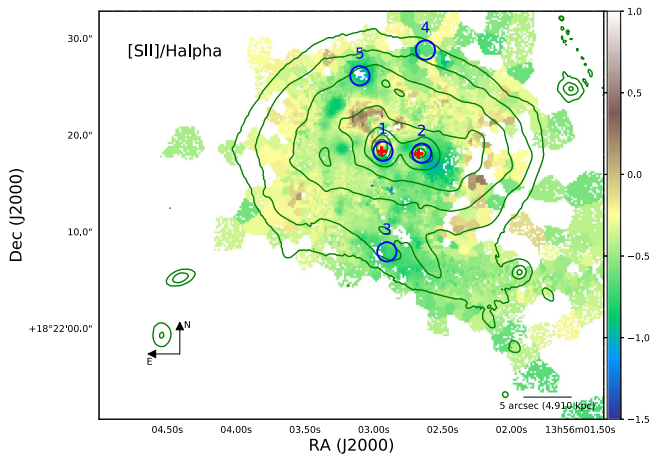 [SII]/Halpha
30.0"
20.0"
10.0"
+18°22'00.0"
Dec (J2000)
4
5
1
2
3
N
E
5 arcsec (4.910 kpc)
04.50s
04.00s
03.50s
03.00s
02.50s
02.00s
13h56m01.50s
RA (J2000)
1.0
0.5
0.0
−0.5
−1.0
−1.5